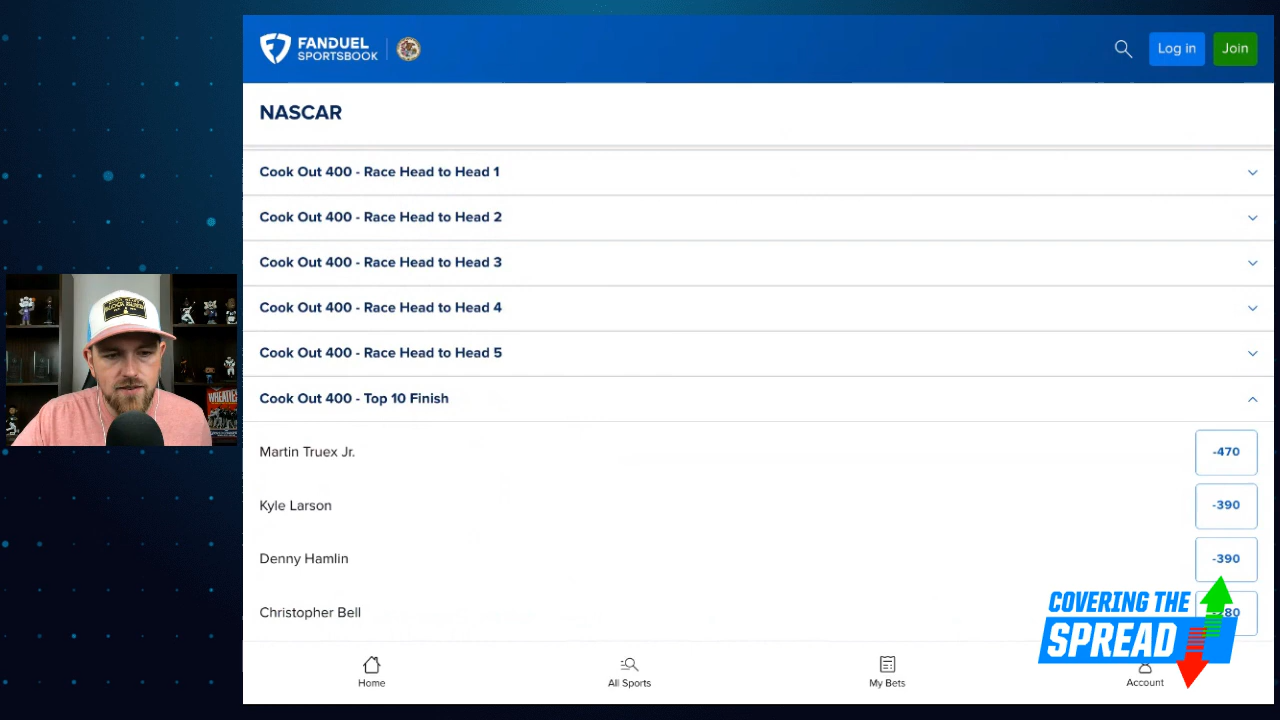 FANDUEL
SPORTSBOOK
Log in
Join
NASCAR
Cook Out 400 - Race Head to Head 1
Cook Out 400 - Race Head to Head 2
Cook Out 400 - Race Head to Head 3
Cook Out 400 - Race Head to Head 4
Cook Out 400 - Race Head to Head 5
Cook Out 400 - Top 10 Finish
Martin Truex Jr.
-470
Kyle Larson
-390
Denny Hamlin
-390
Christopher Bell
COVERING THE
SPREAD
Home
All Sports
My Bets
Account
WHEATIES